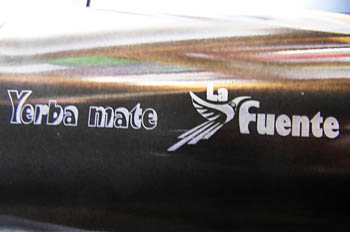 Yerba mate La Fuente